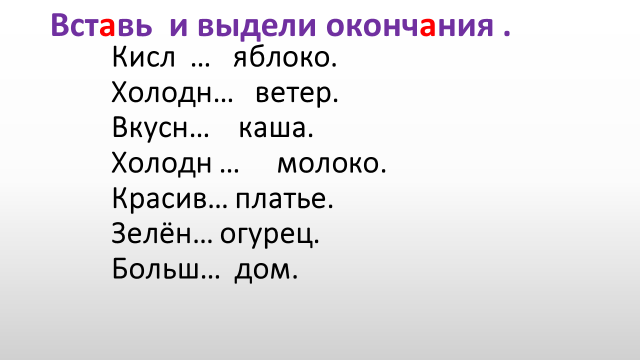 Вставь и выдели окончания .
Кисл … яблоко.
Холодн… ветер.
Вкусн… каша.
Холодн … молоко.
Красив… платье.
Зелён… огурец.
Больш… дом.